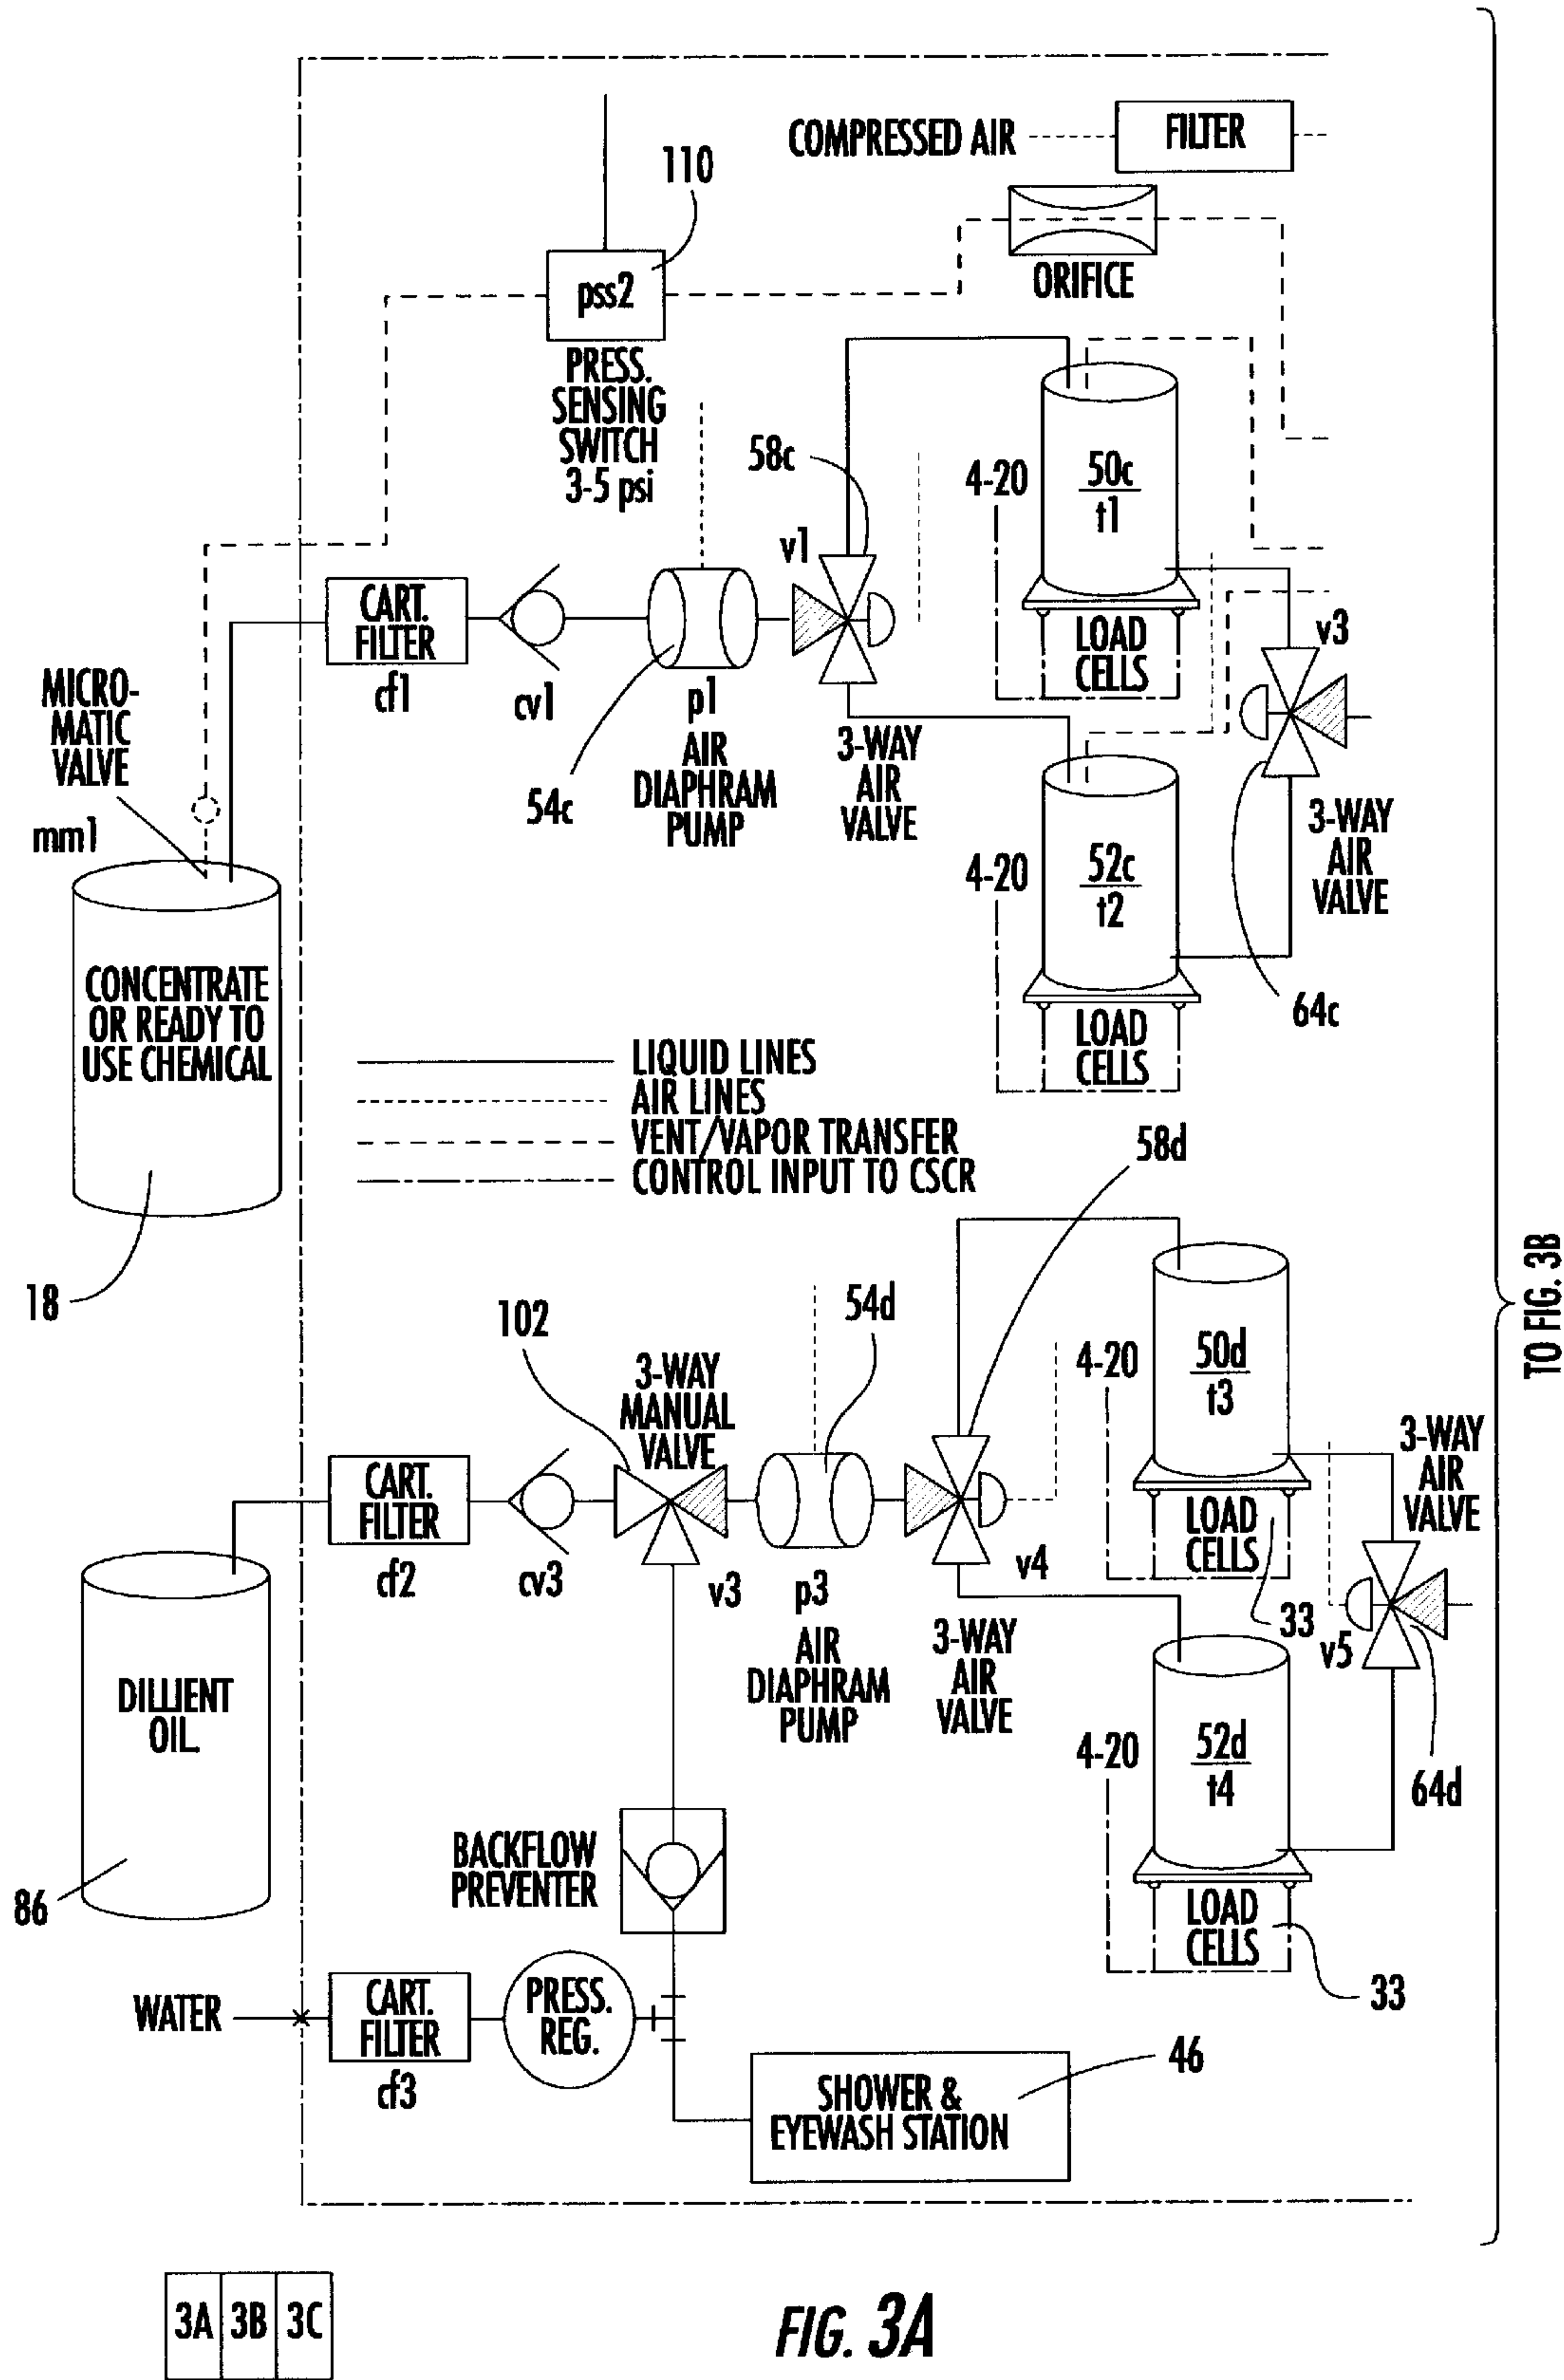 COMPRESSED AIR
FILTER
110
pss2
ORIFICE
PRESS.
SENSING
SWITCH
3-5 psi
58c
4-20
50c
t1
v1
CART.
FILTER
cf1
cv1
p1
AIR
DIAPHRAM
PUMP
54c
LOAD
CELLS
v3
3-WAY
AIR
VALVE
MICRO-
MATIC
VALVE
mm1
3-WAY
AIR
VALVE
4-20
52c
t2
64c
LOAD
CELLS
CONCENTRATE
OR READY TO
USE CHEMICAL
18
LIQUID LINES
AIR LINES
VENT/VAPOR TRANSFER
CONTROL INPUT TO CSCR
58d
TO FIG. 3B
102
54d
3-WAY
MANUAL
VALVE
4-20
50d
t3
3-WAY
AIR
VALVE
CART.
FILTER
cf2
cv3
v3
p3
AIR
DIAPHRAM
PUMP
v4
3-WAY
AIR
VALVE
LOAD
CELLS
33
v5
DILLIENT
OIL.
86
4-20
52d
t4
64d
BACKFLOW
PREVENTER
LOAD
CELLS
33
WATER
CART.
FILTER
cf3
PRESS.
REG.
46
SHOWER &
EYEWASH STATION
3A 3B 3C
FIG. 3A